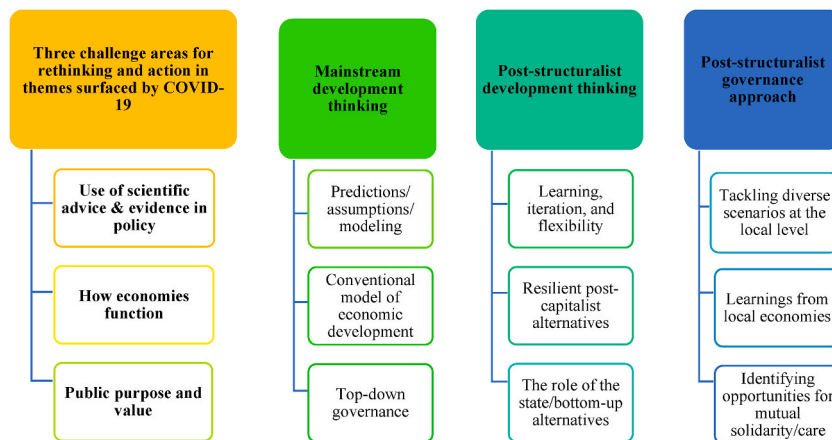 Three challenge areas for
rethinking and action in
themes surfaced by COVID-
19
Use of scientific
advice & evidence in
policy
How economies
function
Public purpose and
value
Mainstream
development
thinking
Predictions/
assumptions/
modeling
Conventional
model of
economic
development
Top-down
governance
Post-structuralist
development thinking
Learning,
iteration, and
flexibility
Resilient post-
capitalist
alternatives
The role of the
state/bottom-up
alternatives
Post-structuralist
governance
approach
Tackling diverse
scenarios at the
local level
Learnings from
local economies
Identifying
opportunities for
mutual
solidarity/care